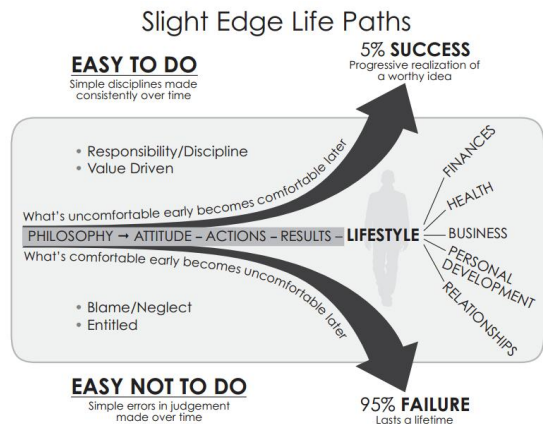 Slight Edge Life Paths
EASY TO DO
Simple disciplines made
consistently over time
5% SUCCESS
Progressive realization of
a worthy idea
• Responsibility/Discipline
• Value Driven
What's uncomfortable early becomes comfortable later
PHILOSOPHY → ATTITUDE – ACTIONS – RESULTS – LIFESTYLE
What's comfortable early becomes uncomfortable later
FINANCES
HEALTH
BUSINESS
PERSONAL
DEVELOPMENT
RELATIONSHIPS
• Blame/Neglect
• Entitled
EASY NOT TO DO
Simple errors in judgement
made over time
95% FAILURE
Lasts a lifetime